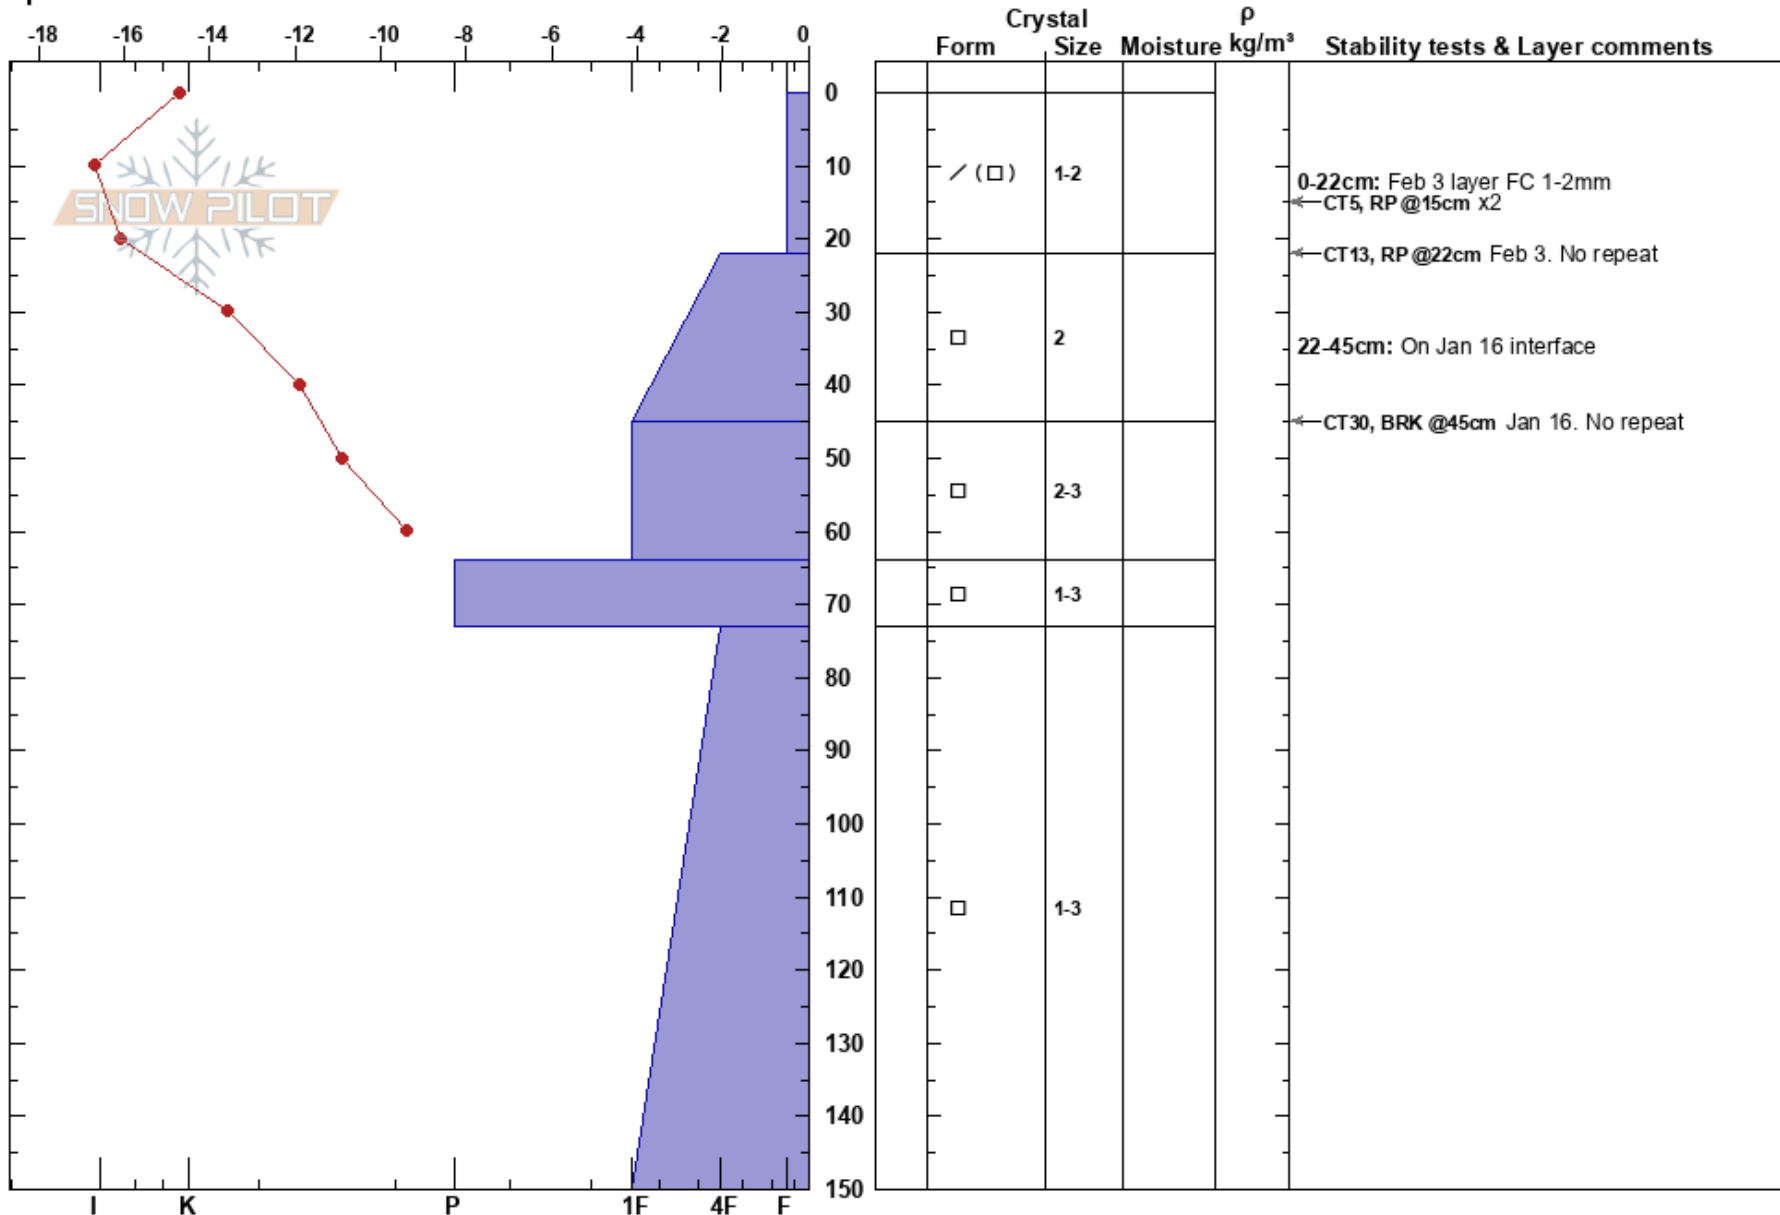 Crystal ρ
-18 -16 -14 -12 -10 -8 -6 -4 -2 0 Form Size Moisture kg/m³ Stability tests & Layer comments
0
SNOW PILOT
10
/ (□) 1-2
0-22cm: Feb 3 layer FC 1-2mm
CT5, RP @15cm x2
20
CT13, RP @22cm Feb 3. No repeat
30
□ 2
22-45cm: On Jan 16 interface
40
CT30, BRK @45cm Jan 16. No repeat
50
□ 2-3
60
□ 1-3
70
80
90
100
110
□ 1-3
120
130
140
150
I K P 1F 4F F